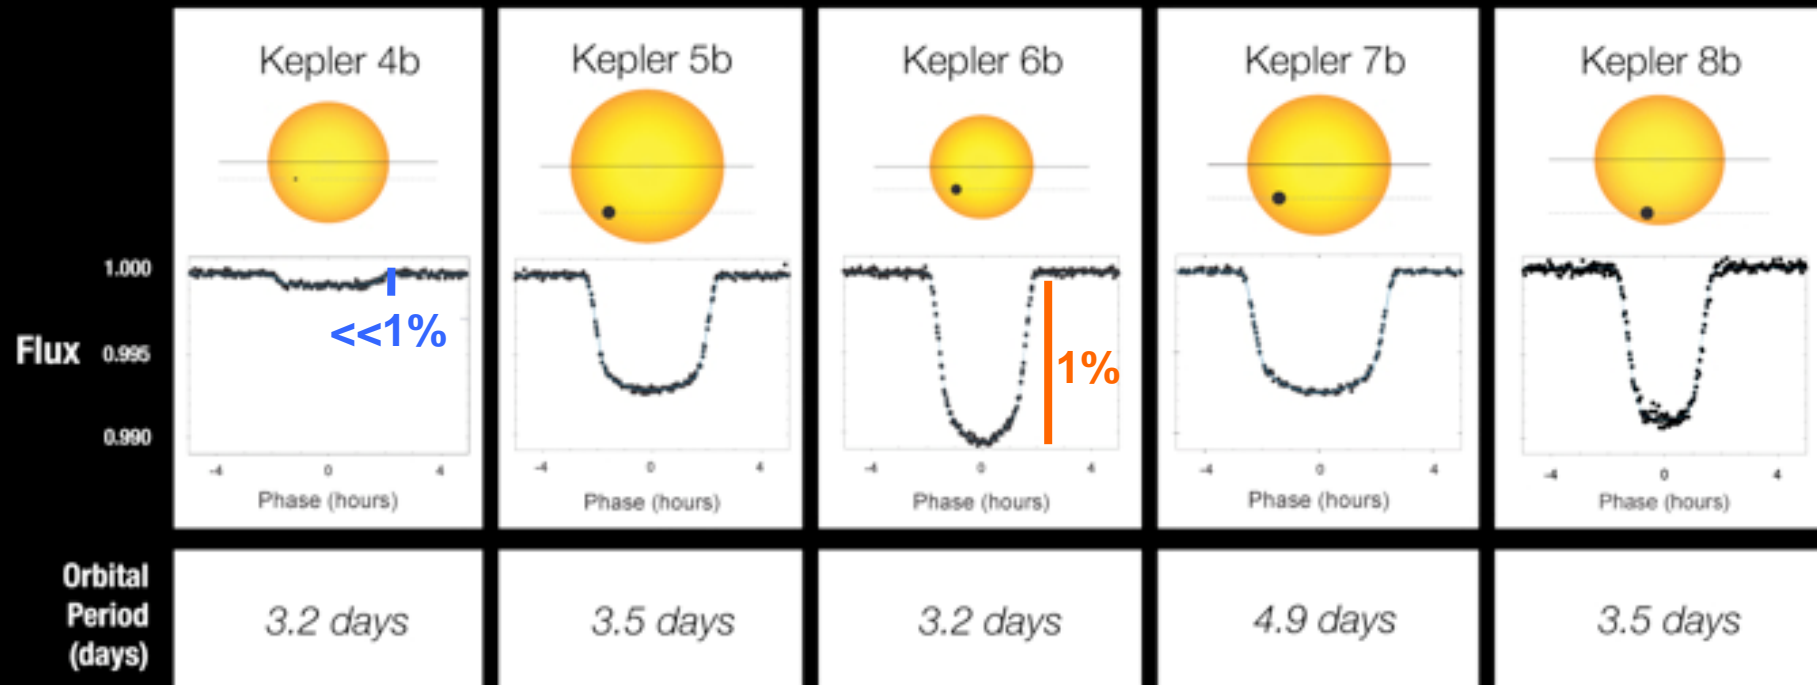 Kepler 4b
Kepler 5b
Kepler 6b
Kepler 7b
Kepler 8b
Flux
1.000
0.995
0.990
<<1%
1%
-4 0 4
-4 0 4
-4 0 4
-4 0 4
-4 0 4
Phase (hours)
Phase (hours)
Phase (hours)
Phase (hours)
Phase (hours)
Orbital
Period
(days)
3.2 days
3.5 days
3.2 days
4.9 days
3.5 days